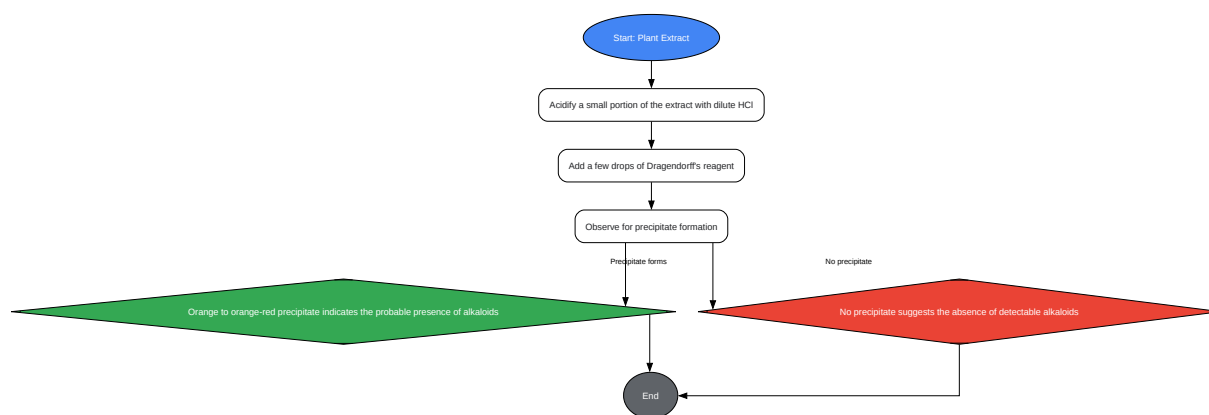 Start: Plant Extract
Acidify a small portion of the extract with dilute HCl
Add a few drops of Dragendorff's reagent
Observe for precipitate formation
Precipitate forms
No precipitate
Orange to orange-red precipitate indicates the probable presence of alkaloids
No precipitate suggests the absence of detectable alkaloids
End